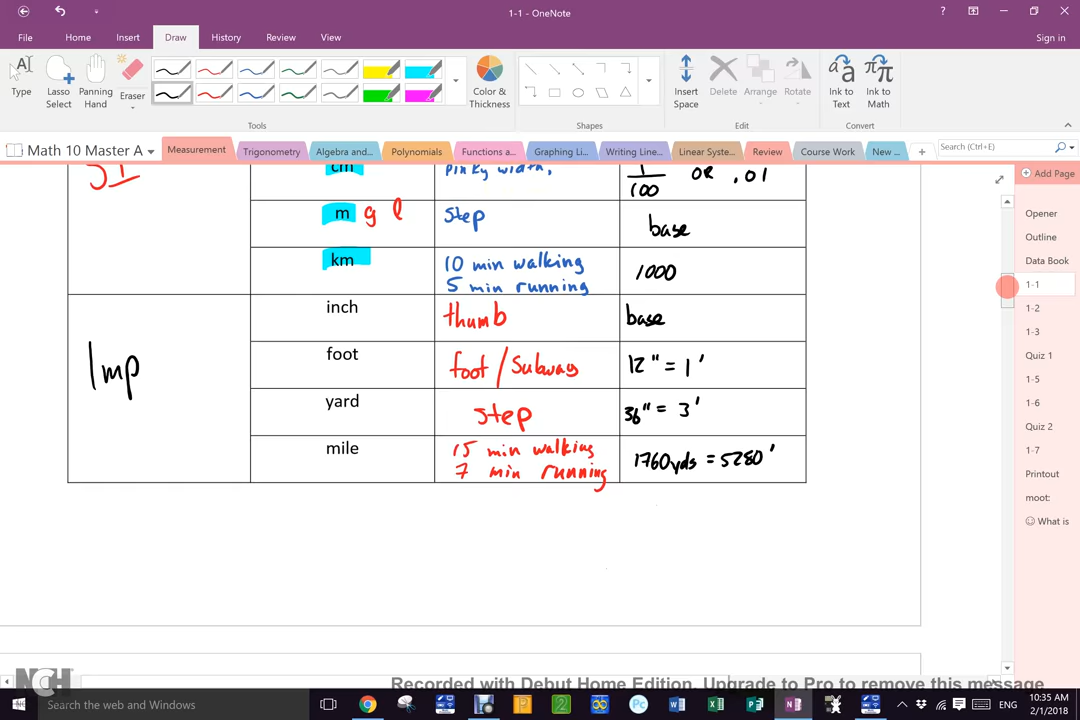 1-1 - OneNote
?
File
Home
Insert
Draw
History
Review
View
Sign in
Type
Lasso Select
Panning Hand
Eraser
Color & Thickness
Insert Space
Delete
Arrange
Rotate
Ink to Text
Ink to Math
Tools
Shapes
Edit
Convert
Math 10 Master A
Measurement
Trigonometry
Algebra and...
Polynomials
Functions a...
Graphing Li...
Writing Line...
Linear Syste...
Review
Course Work
New ...
Search (Ctrl+E)
Add Page
Opener
Outline
Data Book
1-1
1-2
1-3
Quiz 1
1-5
1-6
Quiz 2
1-7
Printout
moot:
☺ What is
SI
cm
pinky width,
1/100 or .01
m g l
step
base
km
10 min walking
5 min running
1000
Imp
inch
thumb
base
foot
foot / Subway
12" = 1'
yard
step
36" = 3'
mile
15 min walking
7 min running
1760yds = 5280'
NCH
Recorded with Debut Home Edition. Upgrade to Pro to remove this message
Search the web and Windows
ENG
10:35 AM
2/1/2018